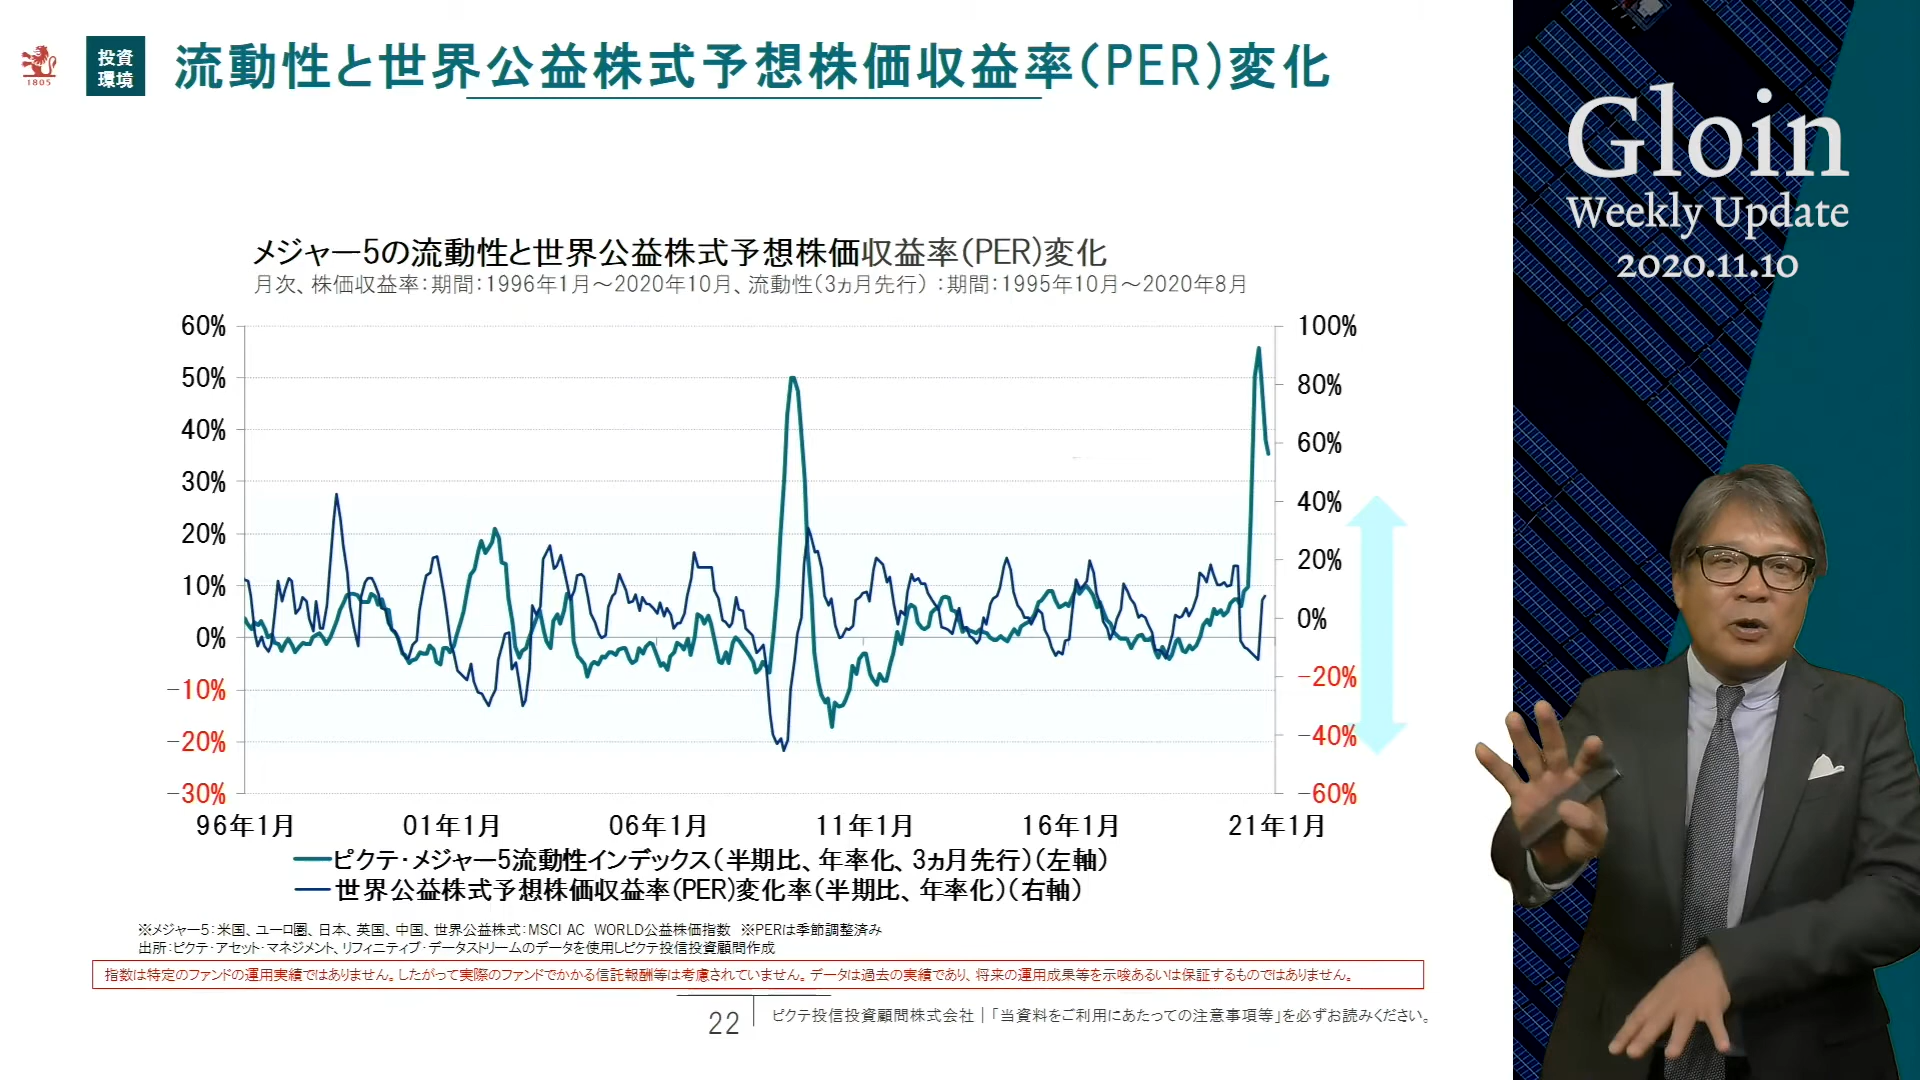 1805
投資
環境
流動性と世界公益株式予想株価収益率(PER)変化
Gloin
Weekly Update
2020.11.10
メジャー5の流動性と世界公益株式予想株価収益率(PER)変化
月次、株価収益率：期間：1996年1月～2020年10月、流動性(3ヵ月先行)：期間：1995年10月～2020年8月
60%
50%
40%
30%
20%
10%
0%
−10%
−20%
−30%
100%
80%
60%
40%
20%
0%
−20%
−40%
−60%
96年1月 01年1月 06年1月 11年1月 16年1月 21年1月
ピクテ・メジャー5流動性インデックス(半期比、年率化、3ヵ月先行)(左軸)
世界公益株式予想株価収益率(PER)変化率(半期比、年率化)(右軸)
※メジャー5：米国、ユーロ圏、日本、英国、中国、世界公益株式：MSCI AC WORLD公益株価指数 ※PERは季節調整済み
出所：ピクテ・アセット・マネジメント、リフィニティブ・データストリームのデータを使用しピクテ投信投資顧問作成
指数は特定のファンドの運用実績ではありません。したがって実際のファンドでかかる信託報酬等は考慮されていません。データは過去の実績であり、将来の運用成果等を示唆あるいは保証するものではありません。
22
ピクテ投信投資顧問株式会社｜「当資料をご利用にあたっての注意事項等」を必ずお読みください。